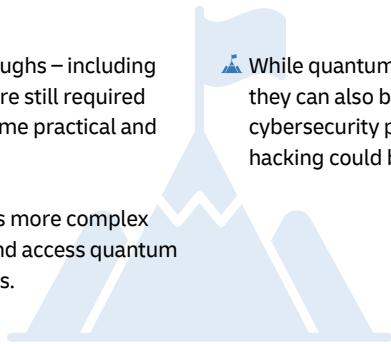 ughs – including
re still required
me practical and
s more complex
nd access quantum
s.
While quantum
they can also b
cybersecurity p
hacking could b